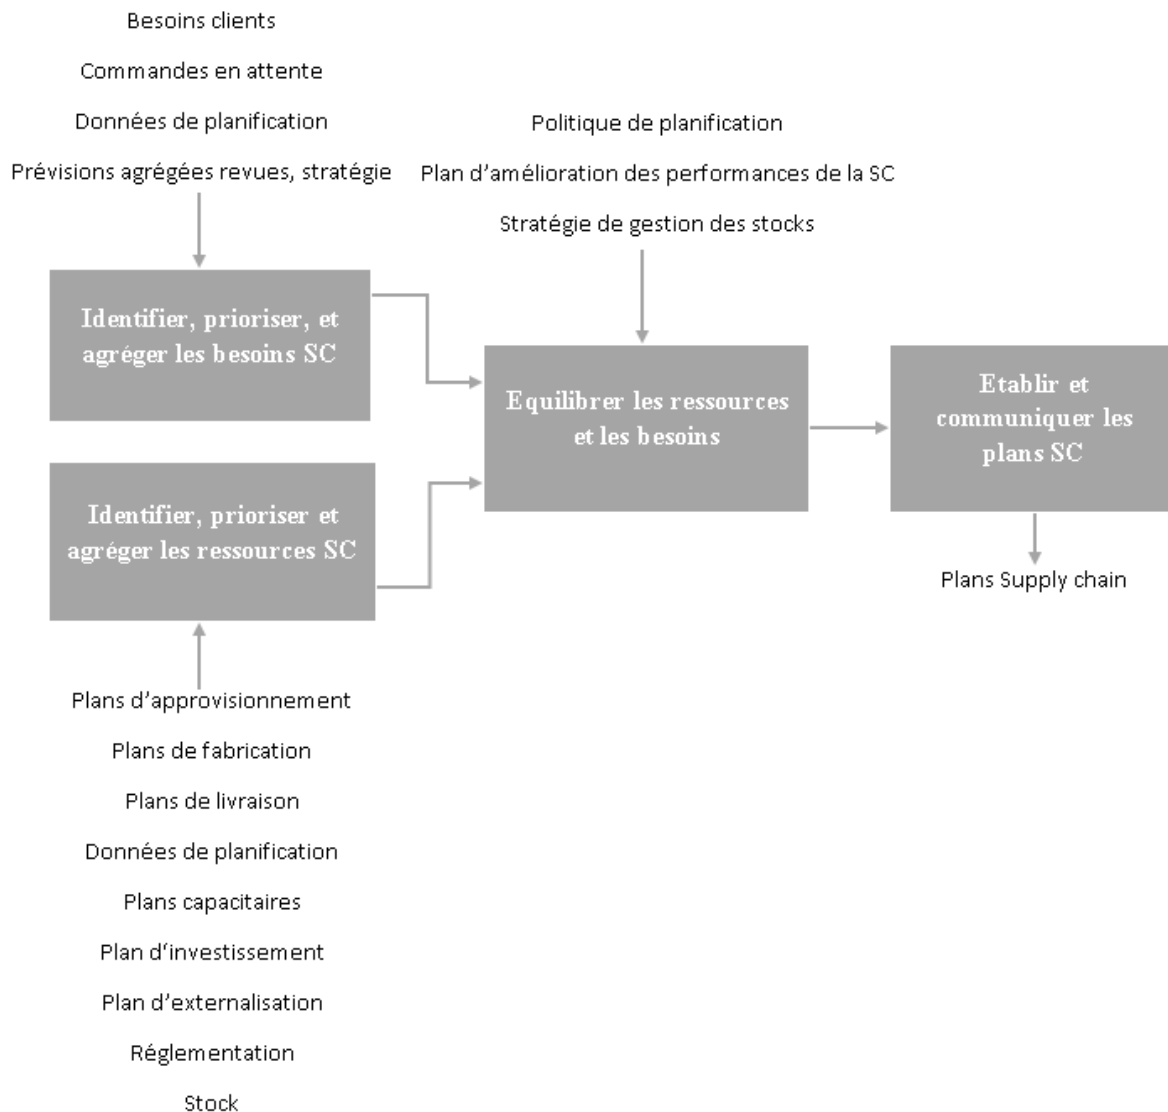 Besoins clients
Commandes en attente
Données de planification
Prévisions agrégées revues, stratégie
Politique de planification
Plan d’amélioration des performances de la SC
Stratégie de gestion des stocks
Identifier, prioriser, et
agréger les besoins SC
Equilibrer les ressources
et les besoins
Etablir et
communiquer les
plans SC
Identifier, prioriser et
agréger les ressources SC
Plans Supply chain
Plans d’approvisionnement
Plans de fabrication
Plans de livraison
Données de planification
Plans capacitaires
Plan d‘investissement
Plan d’externalisation
Réglementation
Stock